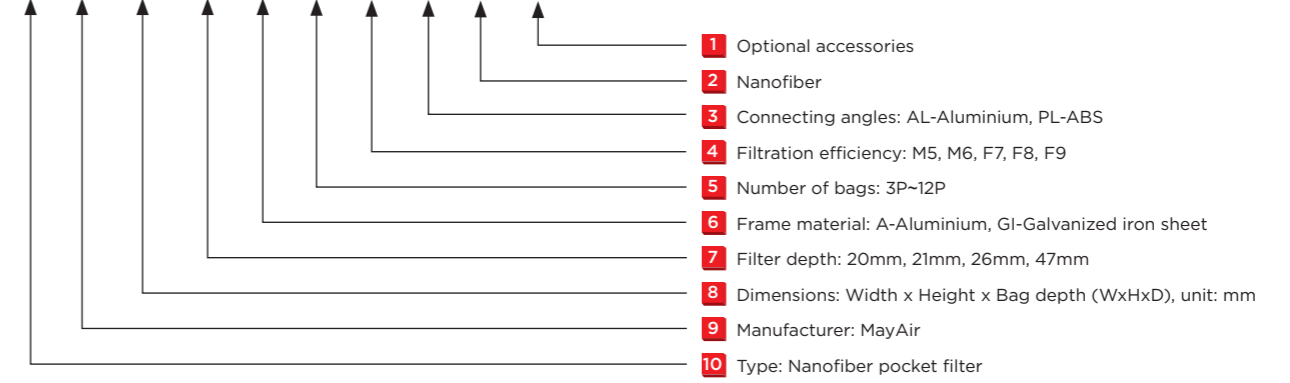 1 Optional accessories
2 Nanofiber
3 Connecting angles: AL-Aluminium, PL-ABS
4 Filtration efficiency: M5, M6, F7, F8, F9
5 Number of bags: 3P~12P
6 Frame material: A-Aluminium, GI-Galvanized iron sheet
7 Filter depth: 20mm, 21mm, 26mm, 47mm
8 Dimensions: Width x Height x Bag depth (WxHxD), unit: mm
9 Manufacturer: MayAir
10 Type: Nanofiber pocket filter